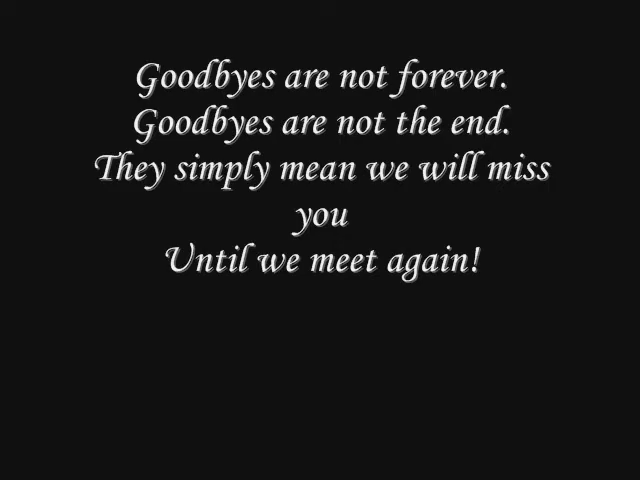 Goodbyes are not forever.
Goodbyes are not the end.
They simply mean we will miss
you
Until we meet again!